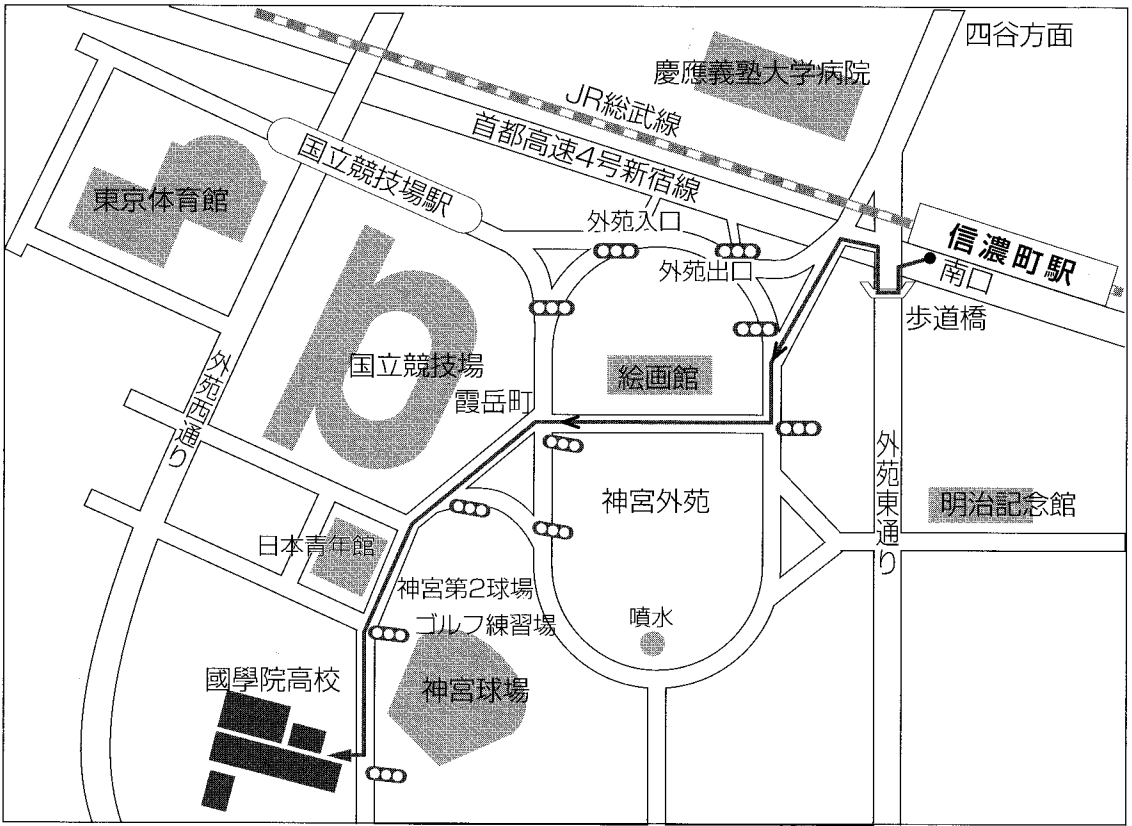 四谷方面
慶應義塾大学病院
JR総武線
首都高速4号新宿線
国立競技場駅
東京体育館
外苑入口
外苑出口
信濃町駅
南口
歩道橋
国立競技場
絵画館
霞岳町
外苑西通り
外苑東通り
神宮外苑
明治記念館
日本青年館
神宮第2球場
ゴルフ練習場
噴水
國學院高校
神宮球場